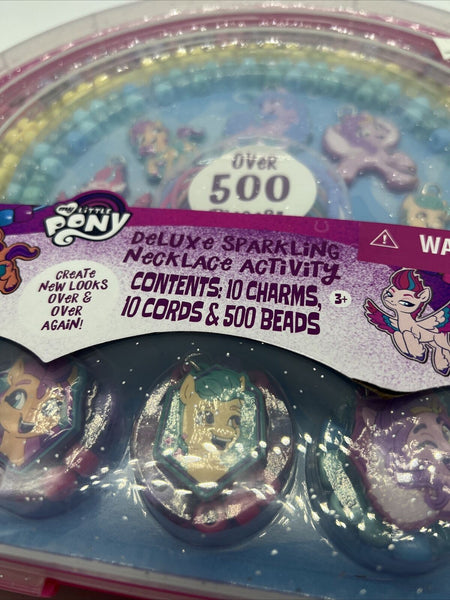 OVER
500
my LITTLE
PONY
DELUXE SPARKLING
NECKLACE ACTIVITY
CONTENTS: 10 CHARMS,
10 CORDS & 500 BEADS
3+
CREATE
NEW LOOKS
OVER &
OVER
AGAIN!
WA